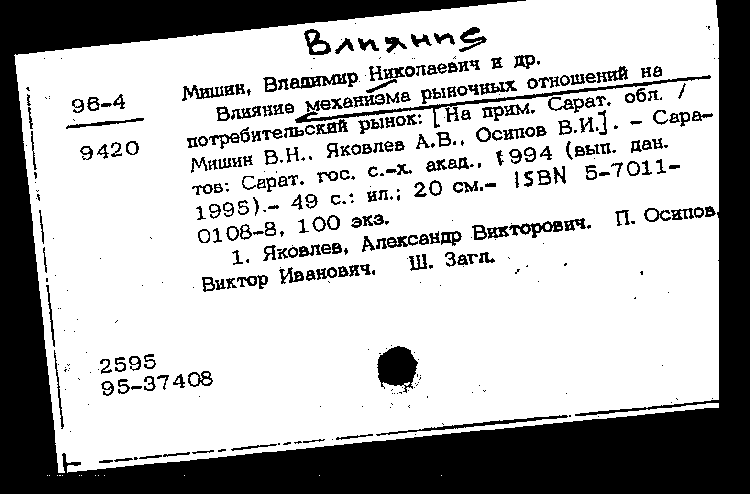 Влияние
Мишин, Владимир Николаевич и др.
96-4
Влияние механизма рыночных отношений на
потребительский рынок: [На прим. Сарат. обл. /
9420
Мишин В.Н., Яковлев А.В., Осипов В.И.]. - Сара-
тов: Сарат. гос. с.-х. акад., 1994 (вып. дан.
1995).- 49 с.: ил.; 20 см.- ISBN 5-7011-
0108-8, 100 экз.
1. Яковлев, Александр Викторович. П. Осипов,
Виктор Иванович. Ш. Загл.
2595
95-37408